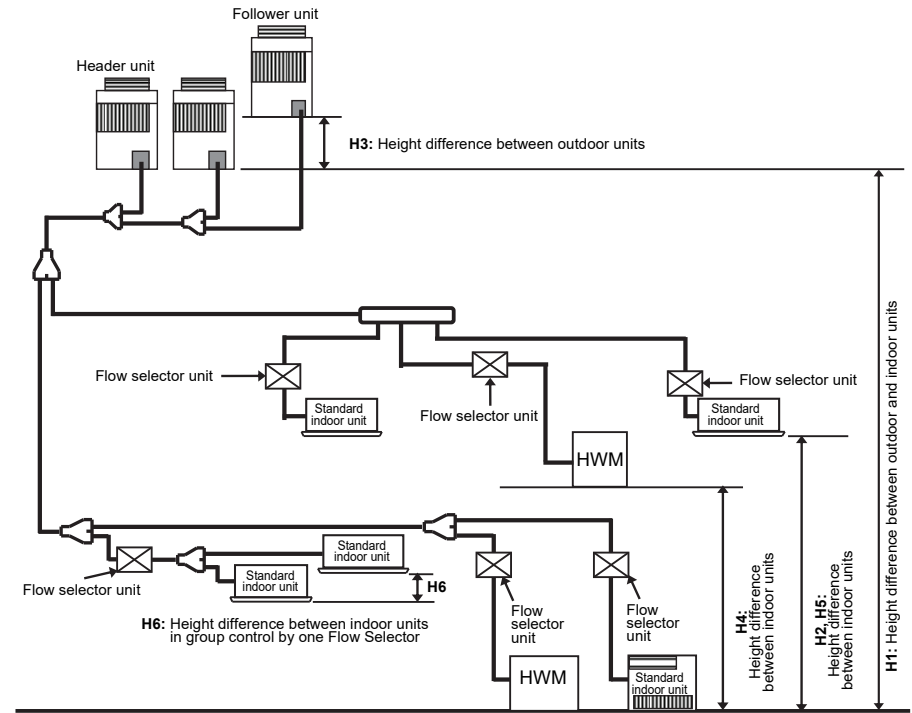 Follower unit
Header unit
H3: Height difference between outdoor units
Flow selector unit
Flow selector unit
Flow selector unit
Standard
indoor unit
Standard
indoor unit
HWM
Standard
indoor unit
Standard
indoor unit
Flow selector unit
H6
H6: Height difference between indoor units
in group control by one Flow Selector
Flow
selector
unit
Flow
selector
unit
HWM
Standard
indoor unit
H4:
Height difference
between indoor units
H2, H5:
Height difference
between indoor units
H1: Height difference between outdoor and indoor units